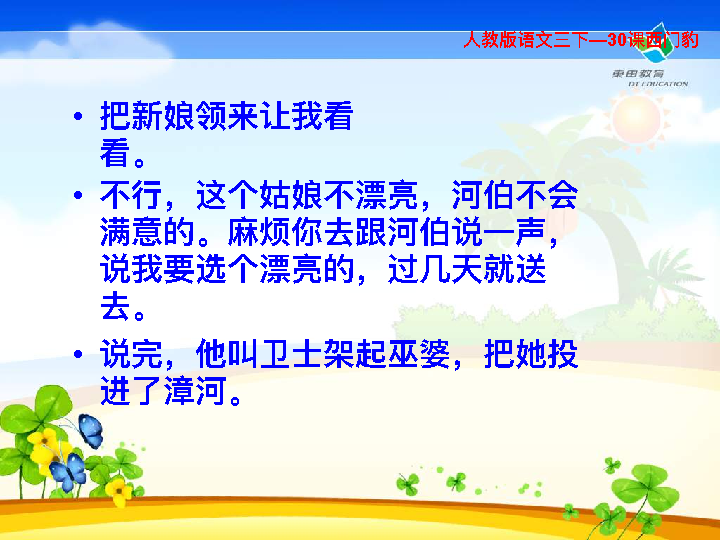 人教版语文三下—30课西门豹
東田教育
DT EDUCATION
• 把新娘领来让我看
看。
• 不行，这个姑娘不漂亮，河伯不会
满意的。麻烦你去跟河伯说一声，
说我要选个漂亮的，过几天就送
去。
• 说完，他叫卫士架起巫婆，把她投
进了漳河。